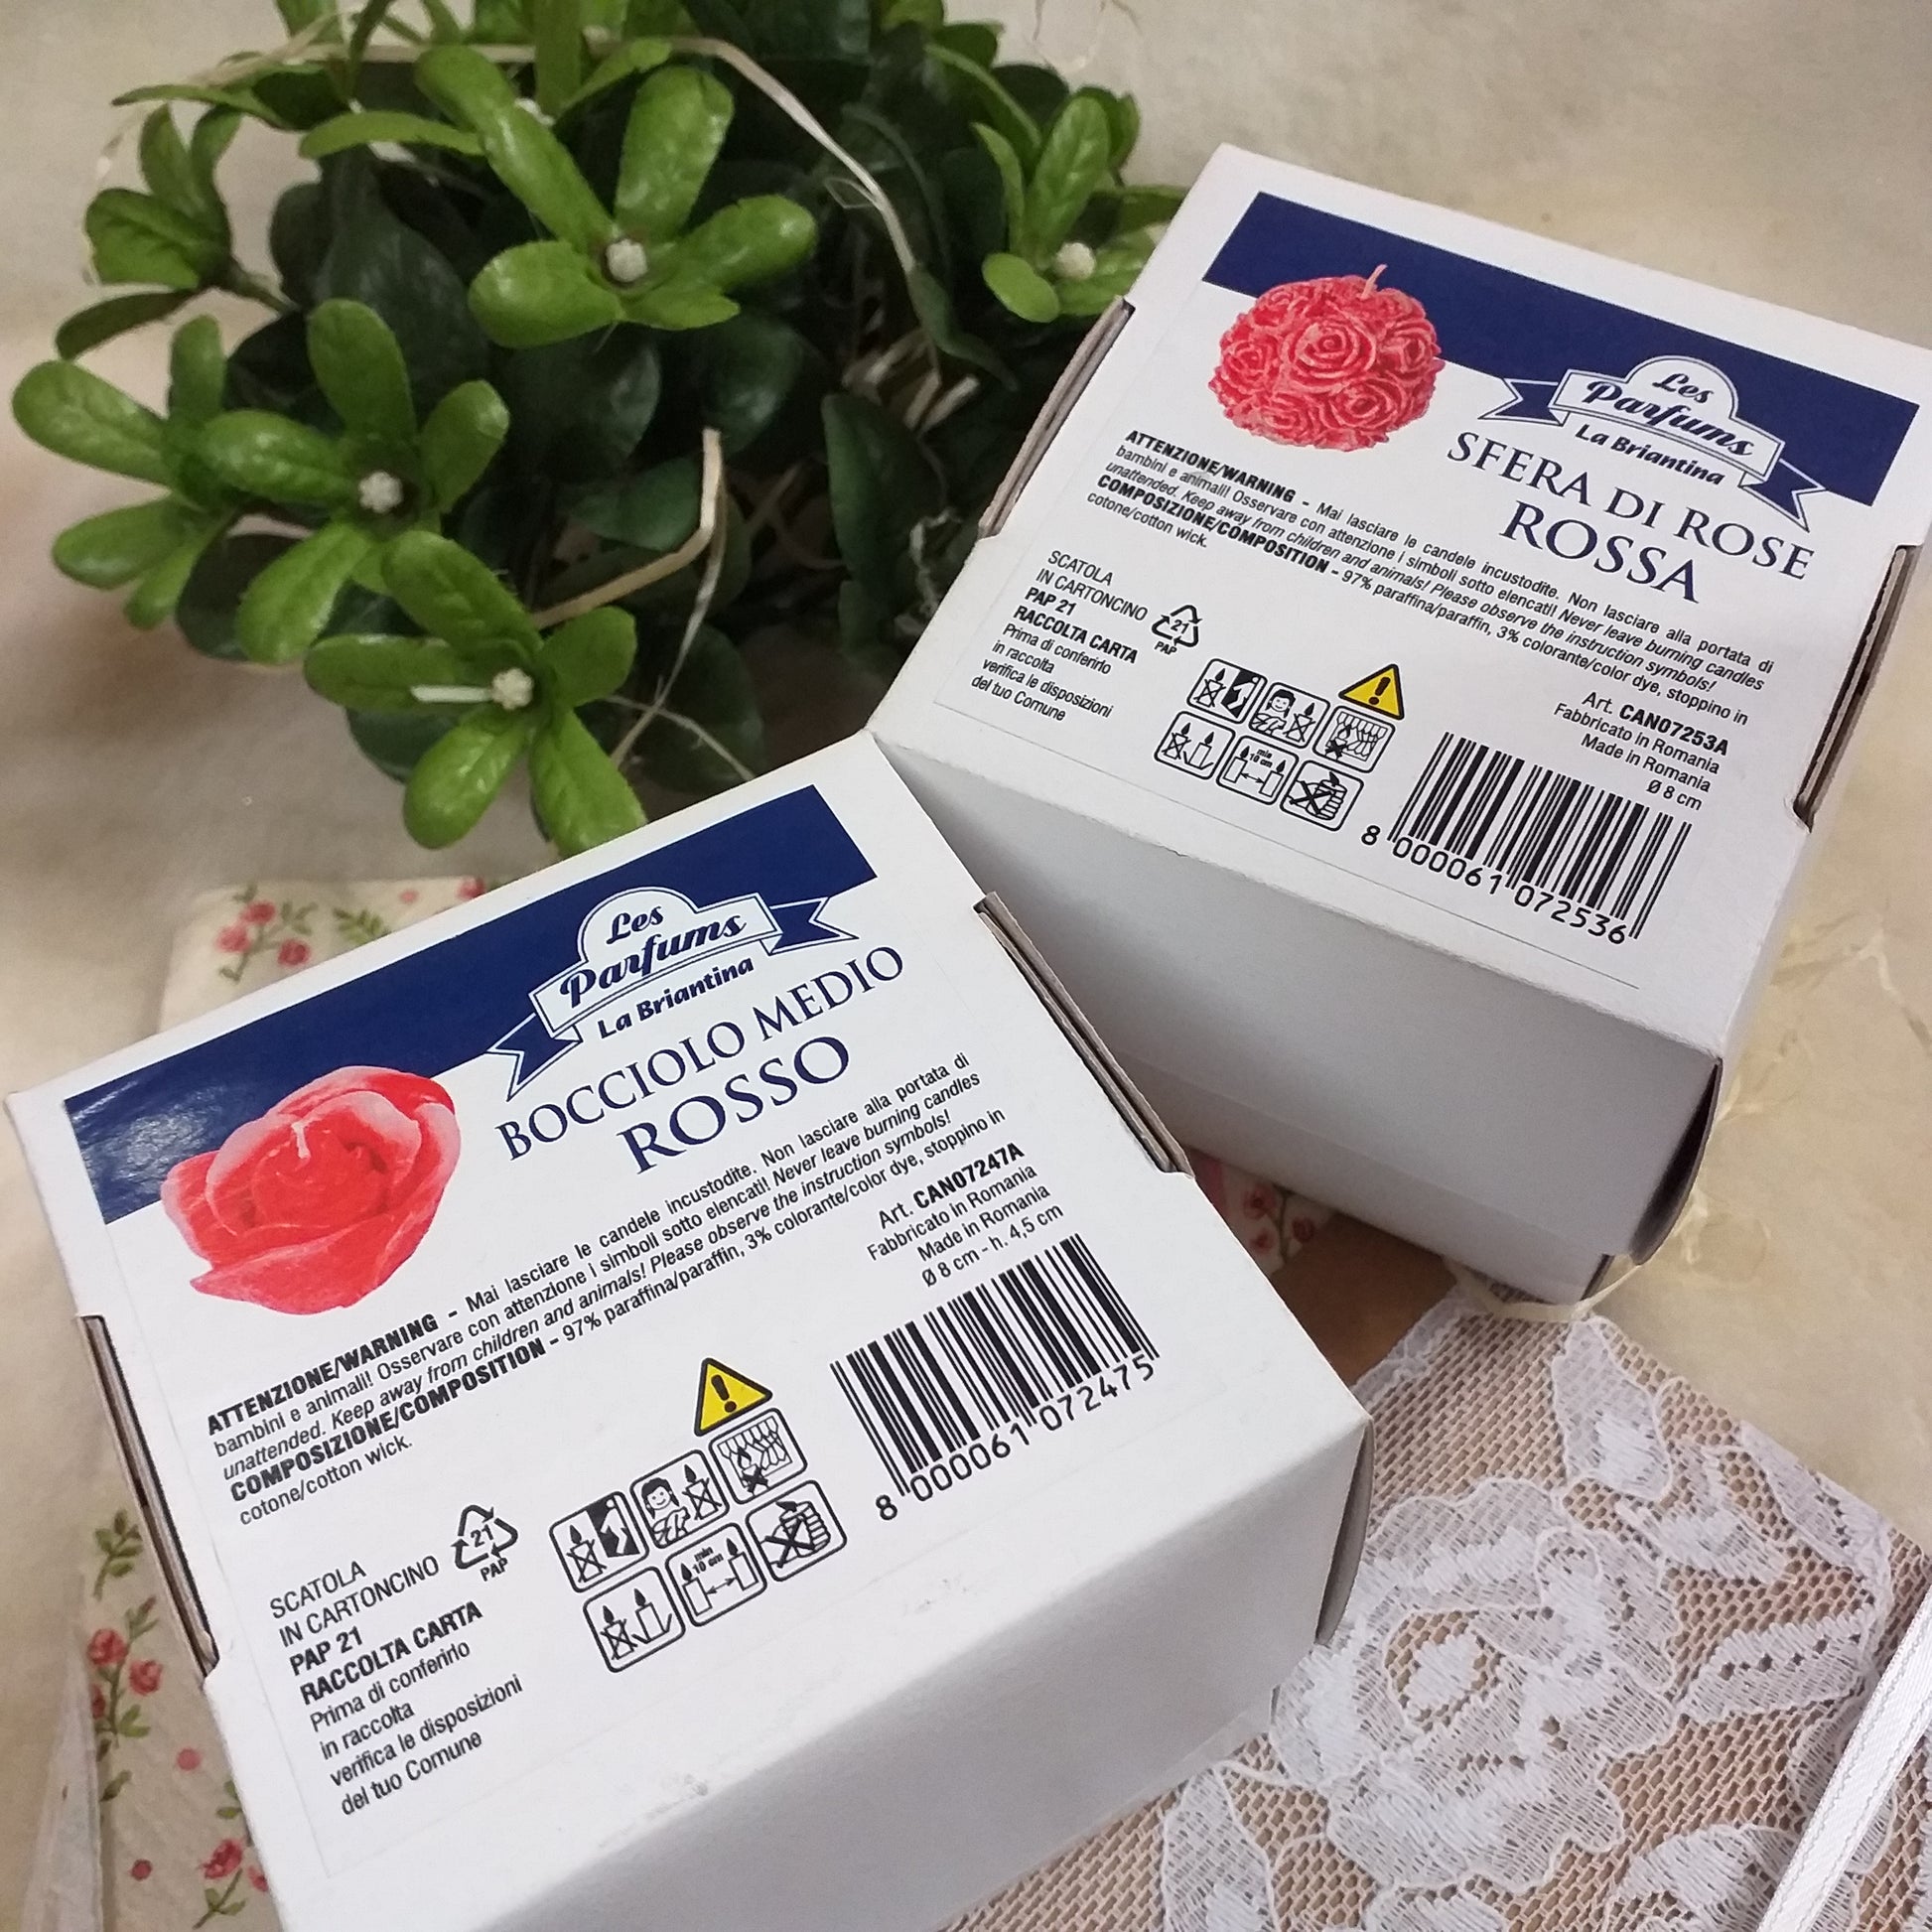 Les
Parfums
La Briantina
SFERA DI ROSE
ROSSA
ATTENZIONE/WARNING - Mai lasciare le candele incustodite. Non lasciare alla portata di
bambini e animali! Osservare con attenzione i simboli sotto elencati! Never leave burning candles
unattended. Keep away from children and animals! Please observe the instruction symbols!
COMPOSIZIONE/COMPOSITION - 97% paraffina/paraffin, 3% colorante/color dye, stoppino in
cotone/cotton wick.
SCATOLA
IN CARTONCINO
PAP 21
RACCOLTA CARTA
Prima di conferirlo
in raccolta
verifica le disposizioni
del tuo Comune
21
PAP
min
10 cm
Art. CAN07253A
Fabbricato in Romania
Made in Romania
Ø 8 cm
8 000061 072536
Les
Parfums
La Briantina
BOCCIOLO MEDIO
ROSSO
ATTENZIONE/WARNING - Mai lasciare le candele incustodite. Non lasciare alla portata di
bambini e animali! Osservare con attenzione i simboli sotto elencati! Never leave burning candles
unattended. Keep away from children and animals! Please observe the instruction symbols!
COMPOSIZIONE/COMPOSITION - 97% paraffina/paraffin, 3% colorante/color dye, stoppino in
cotone/cotton wick.
SCATOLA
IN CARTONCINO
PAP 21
RACCOLTA CARTA
Prima di conferirlo
in raccolta
verifica le disposizioni
del tuo Comune
21
PAP
min
10 cm
Art. CAN07247A
Fabbricato in Romania
Made in Romania
Ø 8 cm - h. 4,5 cm
8 000061 072475